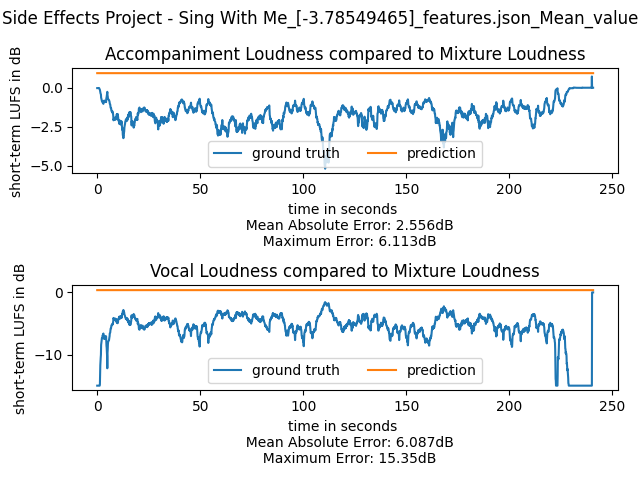 Side Effects Project - Sing With Me_[-3.78549465]_features.json_Mean_value
Accompaniment Loudness compared to Mixture Loudness
short-term LUFS in dB
0.0
−2.5
−5.0
ground truth
prediction
0
50
100
150
200
250
time in seconds
Mean Absolute Error: 2.556dB
Maximum Error: 6.113dB
Vocal Loudness compared to Mixture Loudness
short-term LUFS in dB
0
−10
ground truth
prediction
0
50
100
150
200
250
time in seconds
Mean Absolute Error: 6.087dB
Maximum Error: 15.35dB